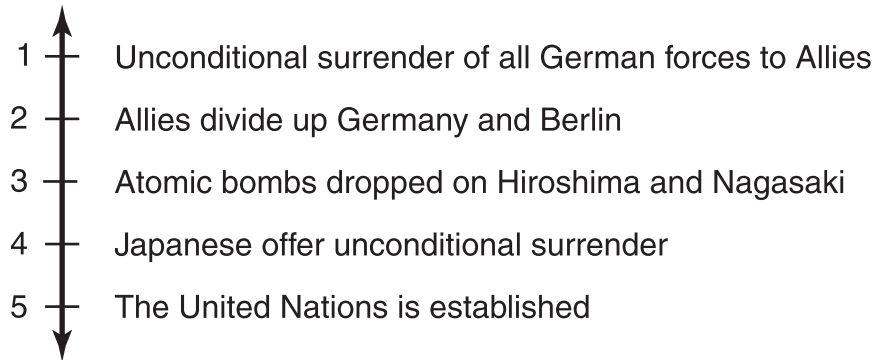 1 Unconditional surrender of all German forces to Allies
2 Allies divide up Germany and Berlin
3 Atomic bombs dropped on Hiroshima and Nagasaki
4 Japanese offer unconditional surrender
5 The United Nations is established